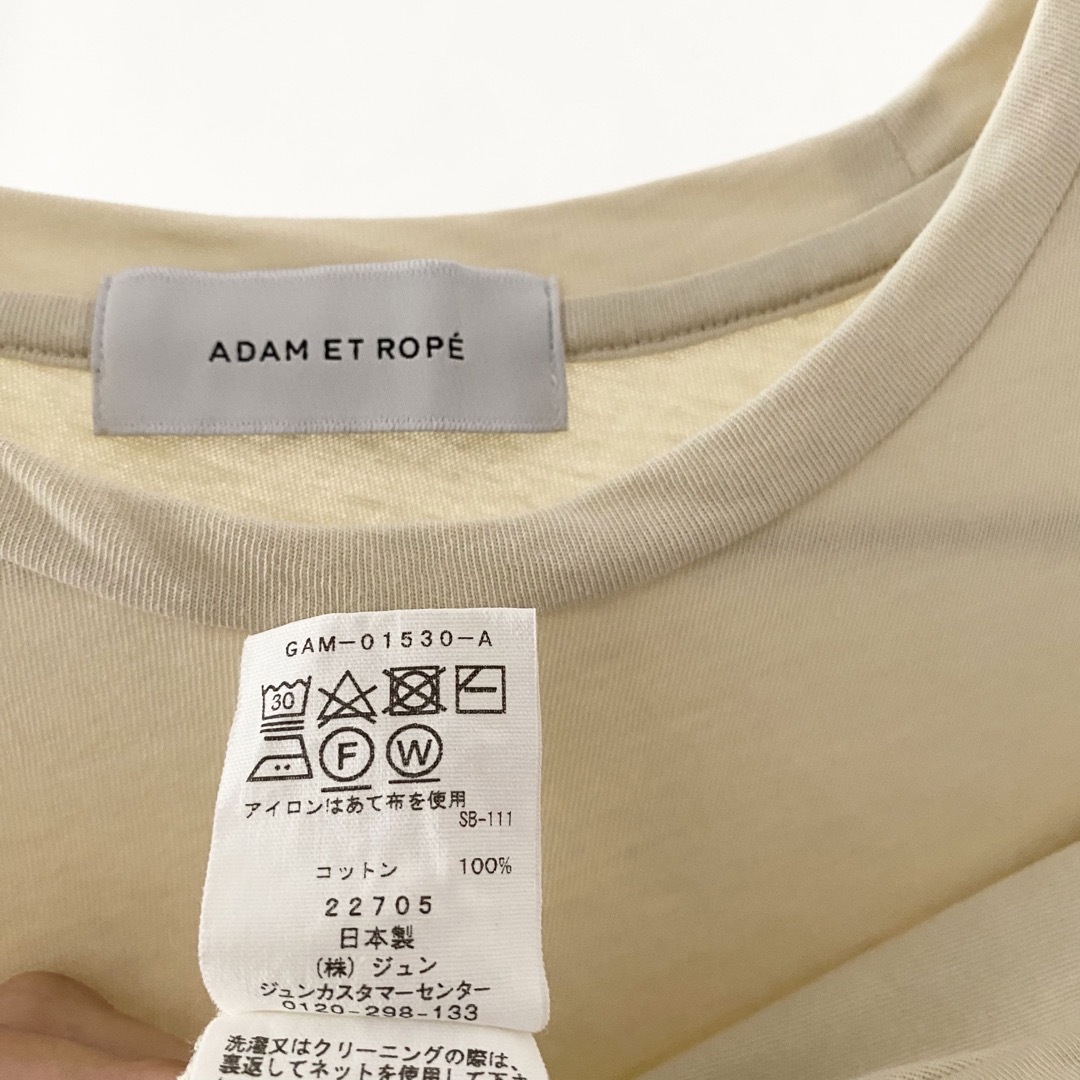 ADAM ET ROPÉ
GAM-01530-A
30
F W
アイロンはあて布を使用
SB-111
コットン 100%
22705
日本製
(株) ジュン
ジュンカスタマーセンター
0120-298-133
洗濯又はクリーニングの際は、
裏返してネットを使用して下